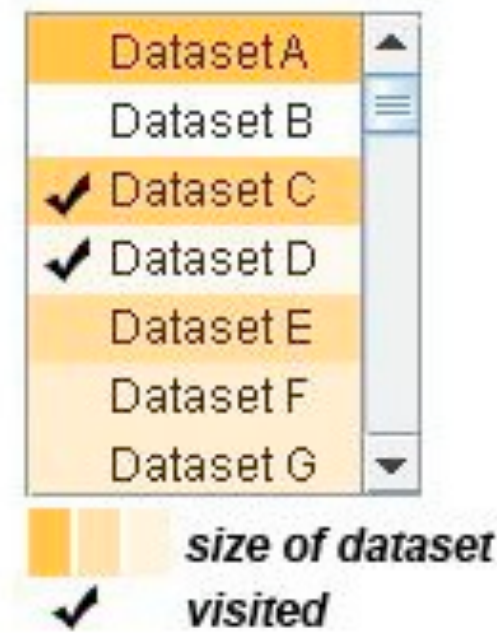 Dataset A
Dataset B
Dataset C
Dataset D
Dataset E
Dataset F
Dataset G
size of dataset
visited